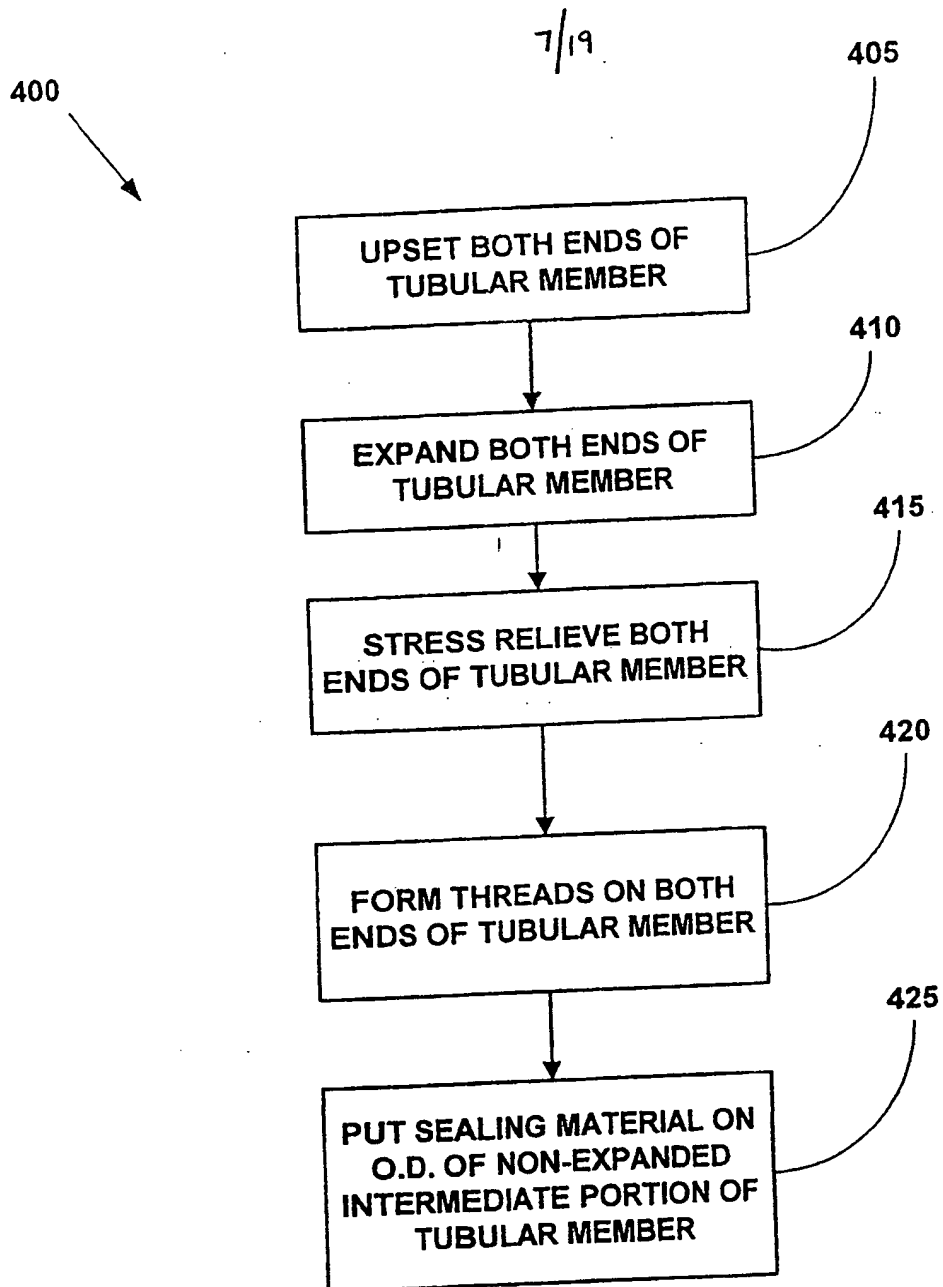 7/19
400
405
UPSET BOTH ENDS OF
TUBULAR MEMBER
410
EXPAND BOTH ENDS OF
TUBULAR MEMBER
415
STRESS RELIEVE BOTH
ENDS OF TUBULAR MEMBER
420
FORM THREADS ON BOTH
ENDS OF TUBULAR MEMBER
425
PUT SEALING MATERIAL ON
O.D. OF NON-EXPANDED
INTERMEDIATE PORTION OF
TUBULAR MEMBER